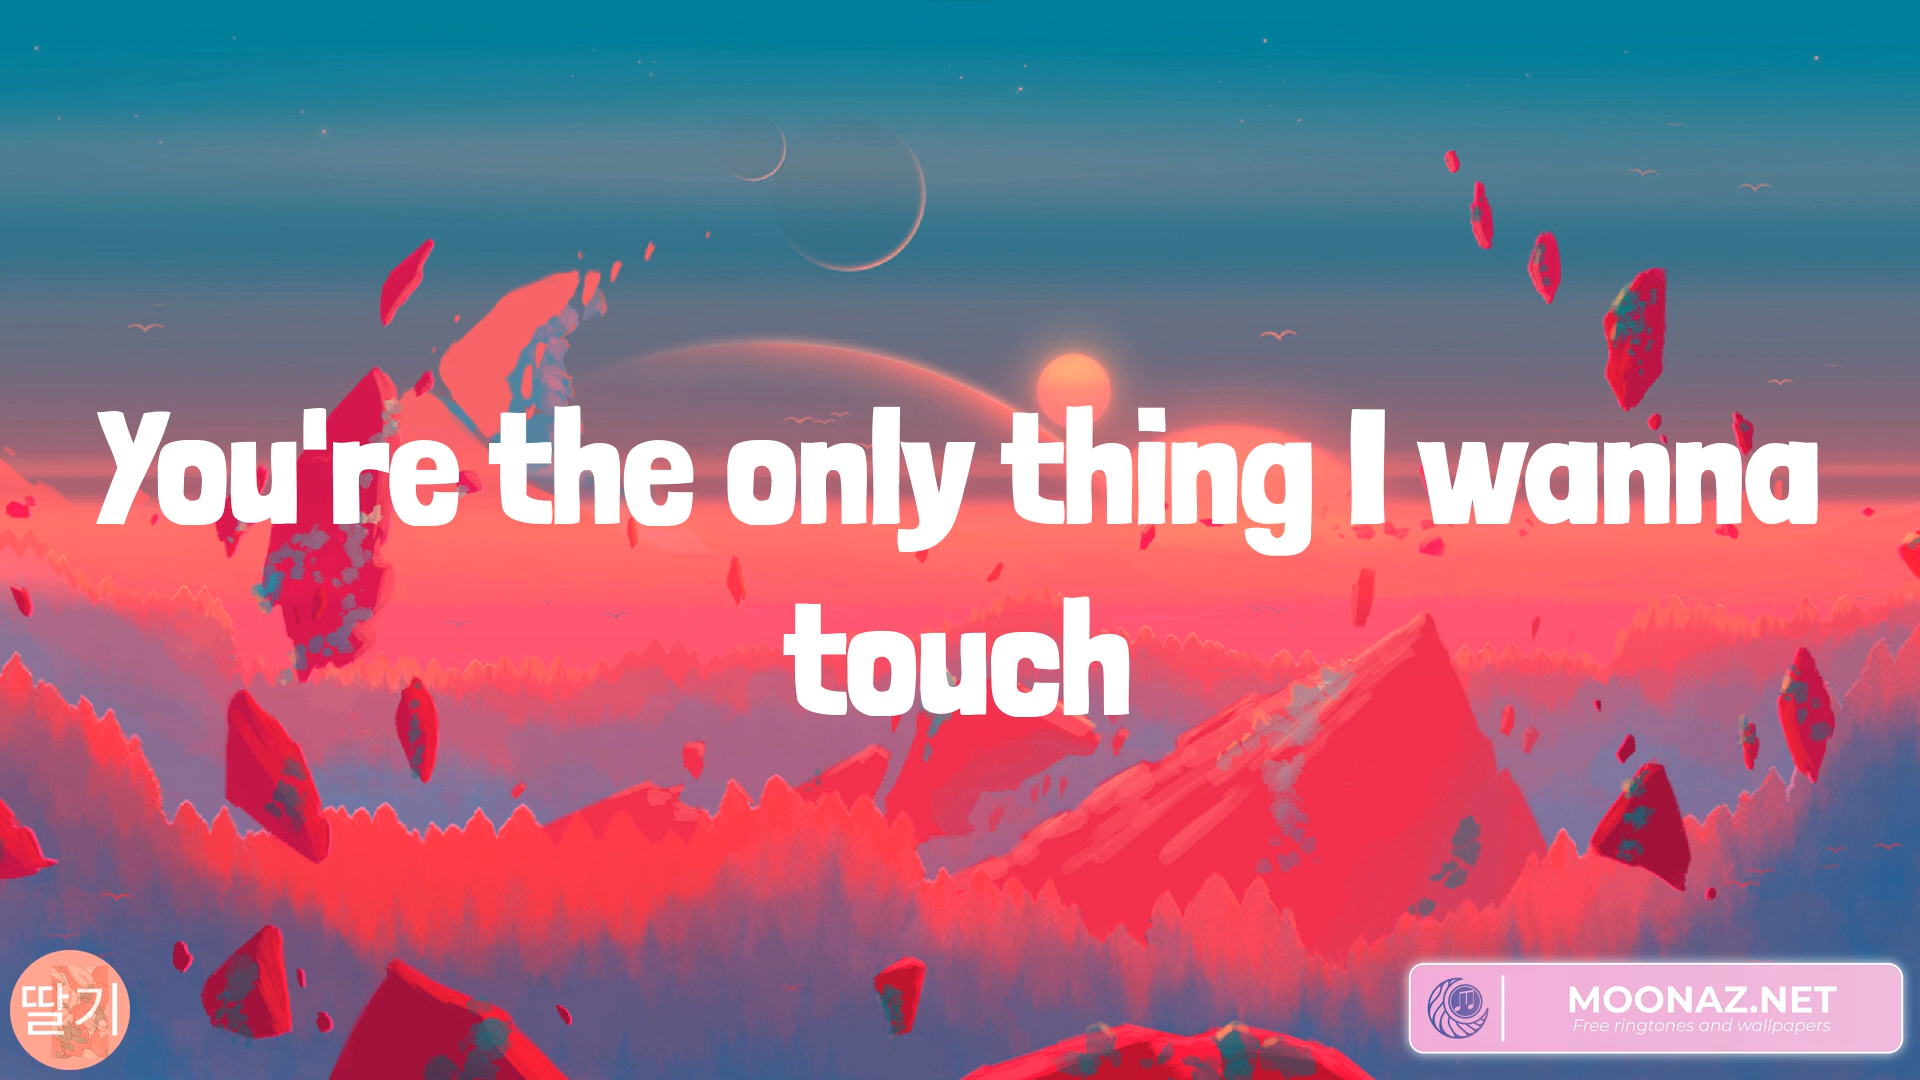 You're the only thing I wanna
touch
딸기
MOONAZ.NET
Free ringtones and wallpapers